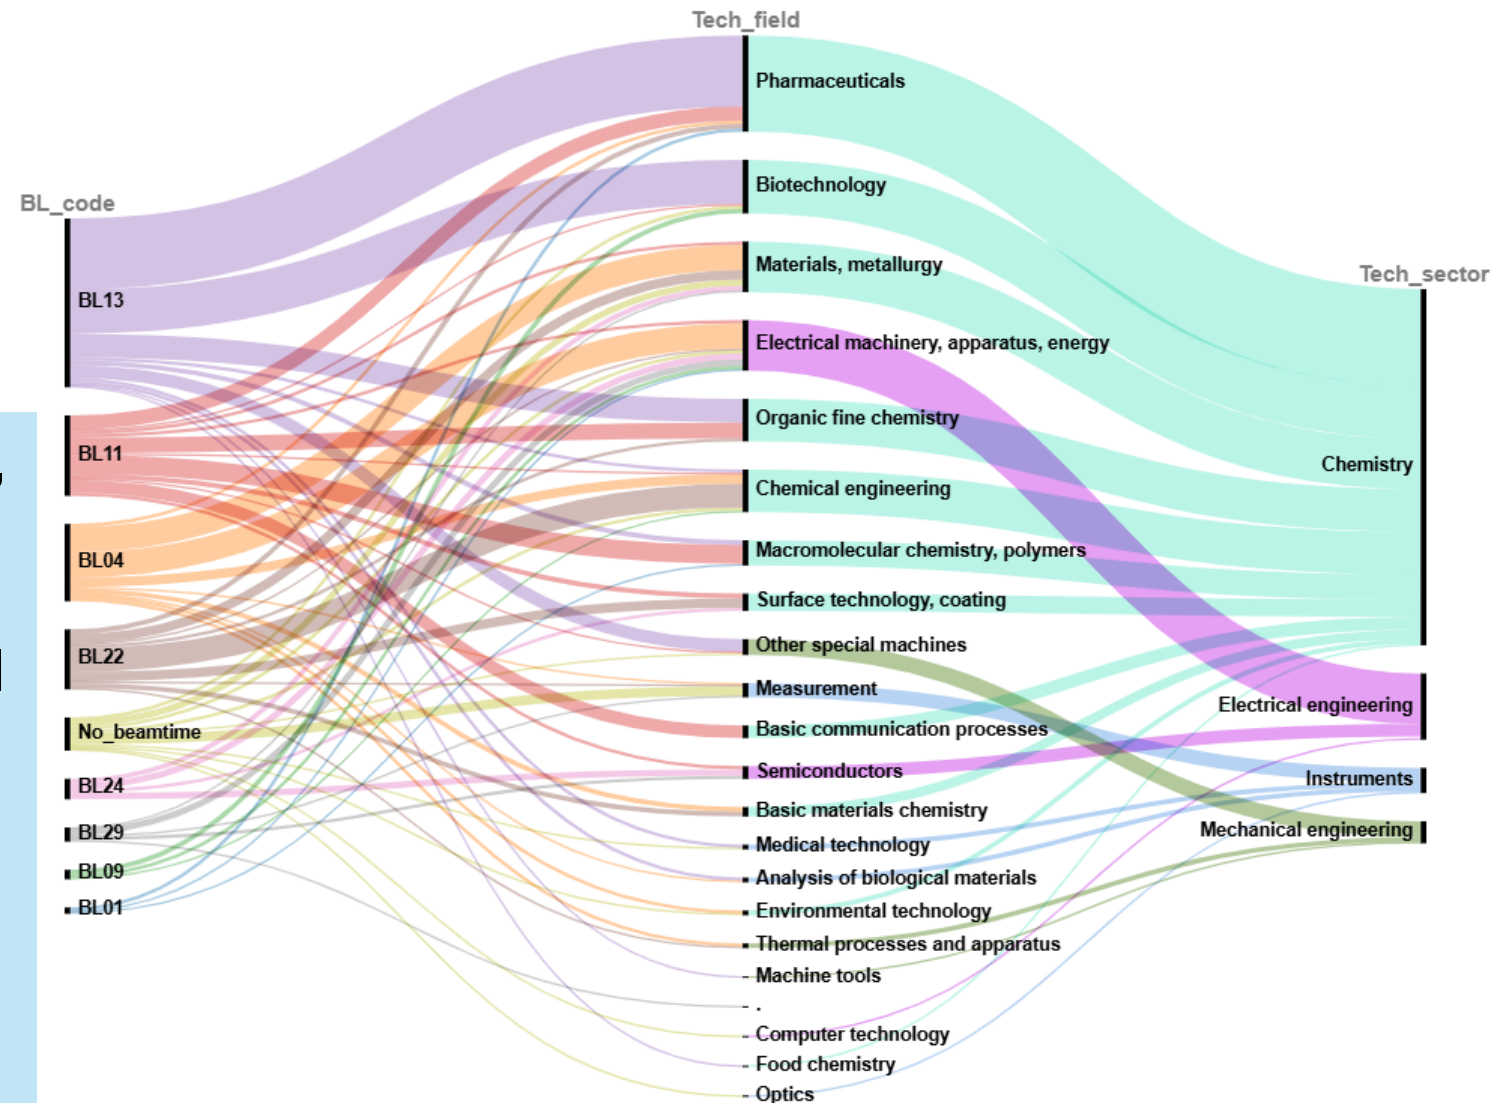 Tech_field
BL_code
Tech_sector
BL13
BL11
BL04
BL22
No_beamtime
BL24
BL29
BL09
BL01
Pharmaceuticals
Biotechnology
Materials, metallurgy
Electrical machinery, apparatus, energy
Organic fine chemistry
Chemical engineering
Macromolecular chemistry, polymers
Surface technology, coating
Other special machines
Measurement
Basic communication processes
Semiconductors
Basic materials chemistry
Medical technology
Analysis of biological materials
Environmental technology
Thermal processes and apparatus
Machine tools
.
Computer technology
Food chemistry
Optics
Chemistry
Electrical engineering
Instruments
Mechanical engineering